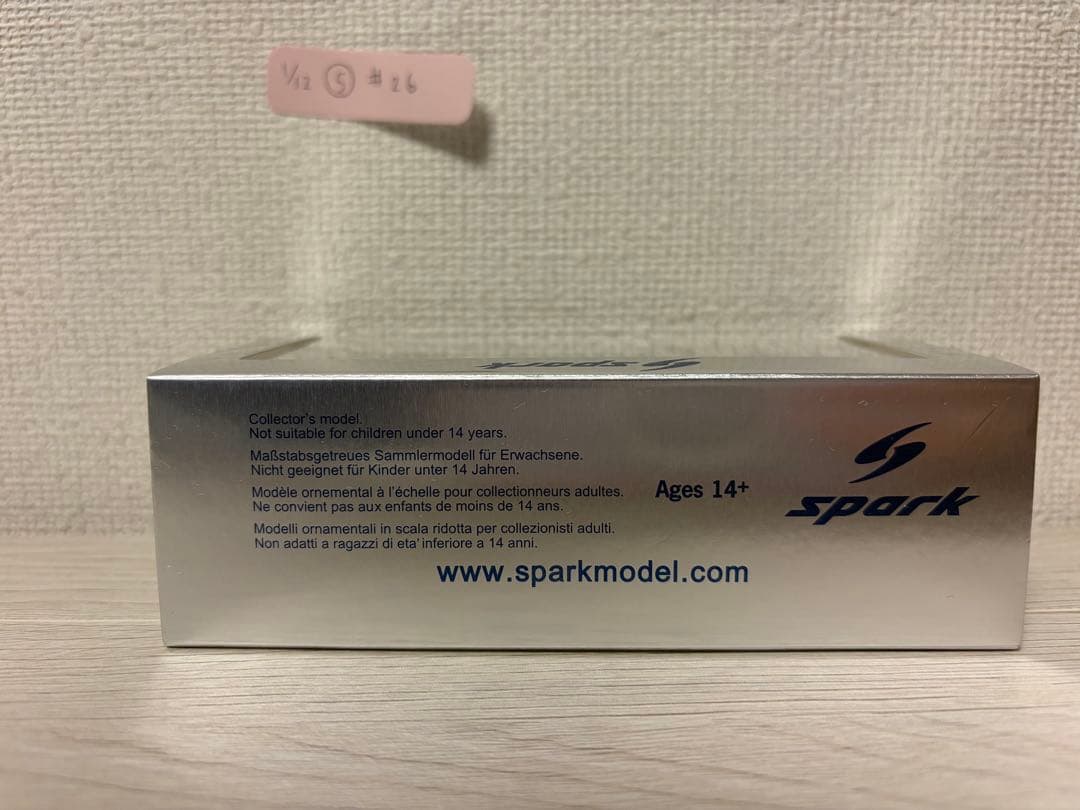 1/12 Ⓢ #26
spark
Collector's model.
Not suitable for children under 14 years.
Maßstabsgetreues Sammlermodell für Erwachsene.
Nicht geeignet für Kinder unter 14 Jahren.
Modèle ornemental à l'échelle pour collectionneurs adultes.
Ne convient pas aux enfants de moins de 14 ans.
Modelli ornamentali in scala ridotta per collezionisti adulti.
Non adatti a ragazzi di eta' inferiore a 14 anni.
Ages 14+
spark
www.sparkmodel.com